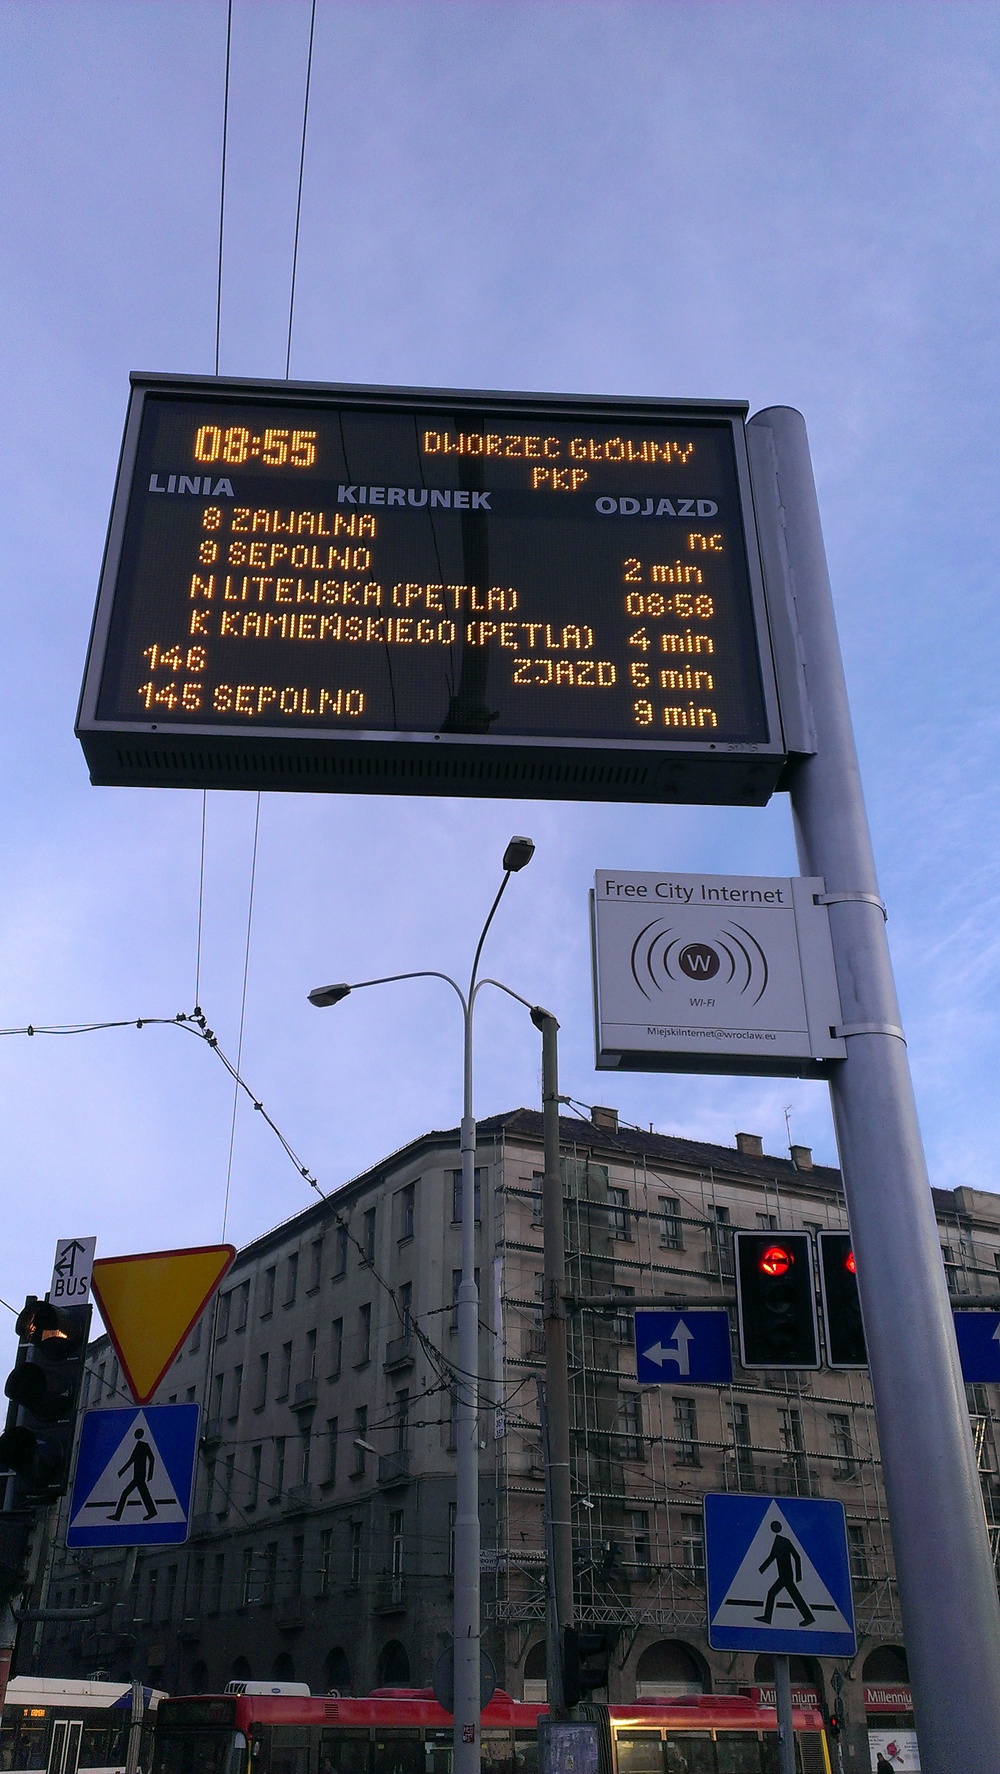 08:55 DWORZEC GŁÓWNY
PKP
LINIA KIERUNEK ODJAZD
8 ZAWALNA nc
9 SĘPOLNO 2 min
N LITEWSKA (PĘTLA) 08:58
K KAMIEŃSKIEGO (PĘTLA) 4 min
146 ZJAZD 5 min
145 SĘPOLNO 9 min
Free City Internet
W
WI-FI
MiejskiInternet@wroclaw.eu
BUS
Millennium
Millenniu